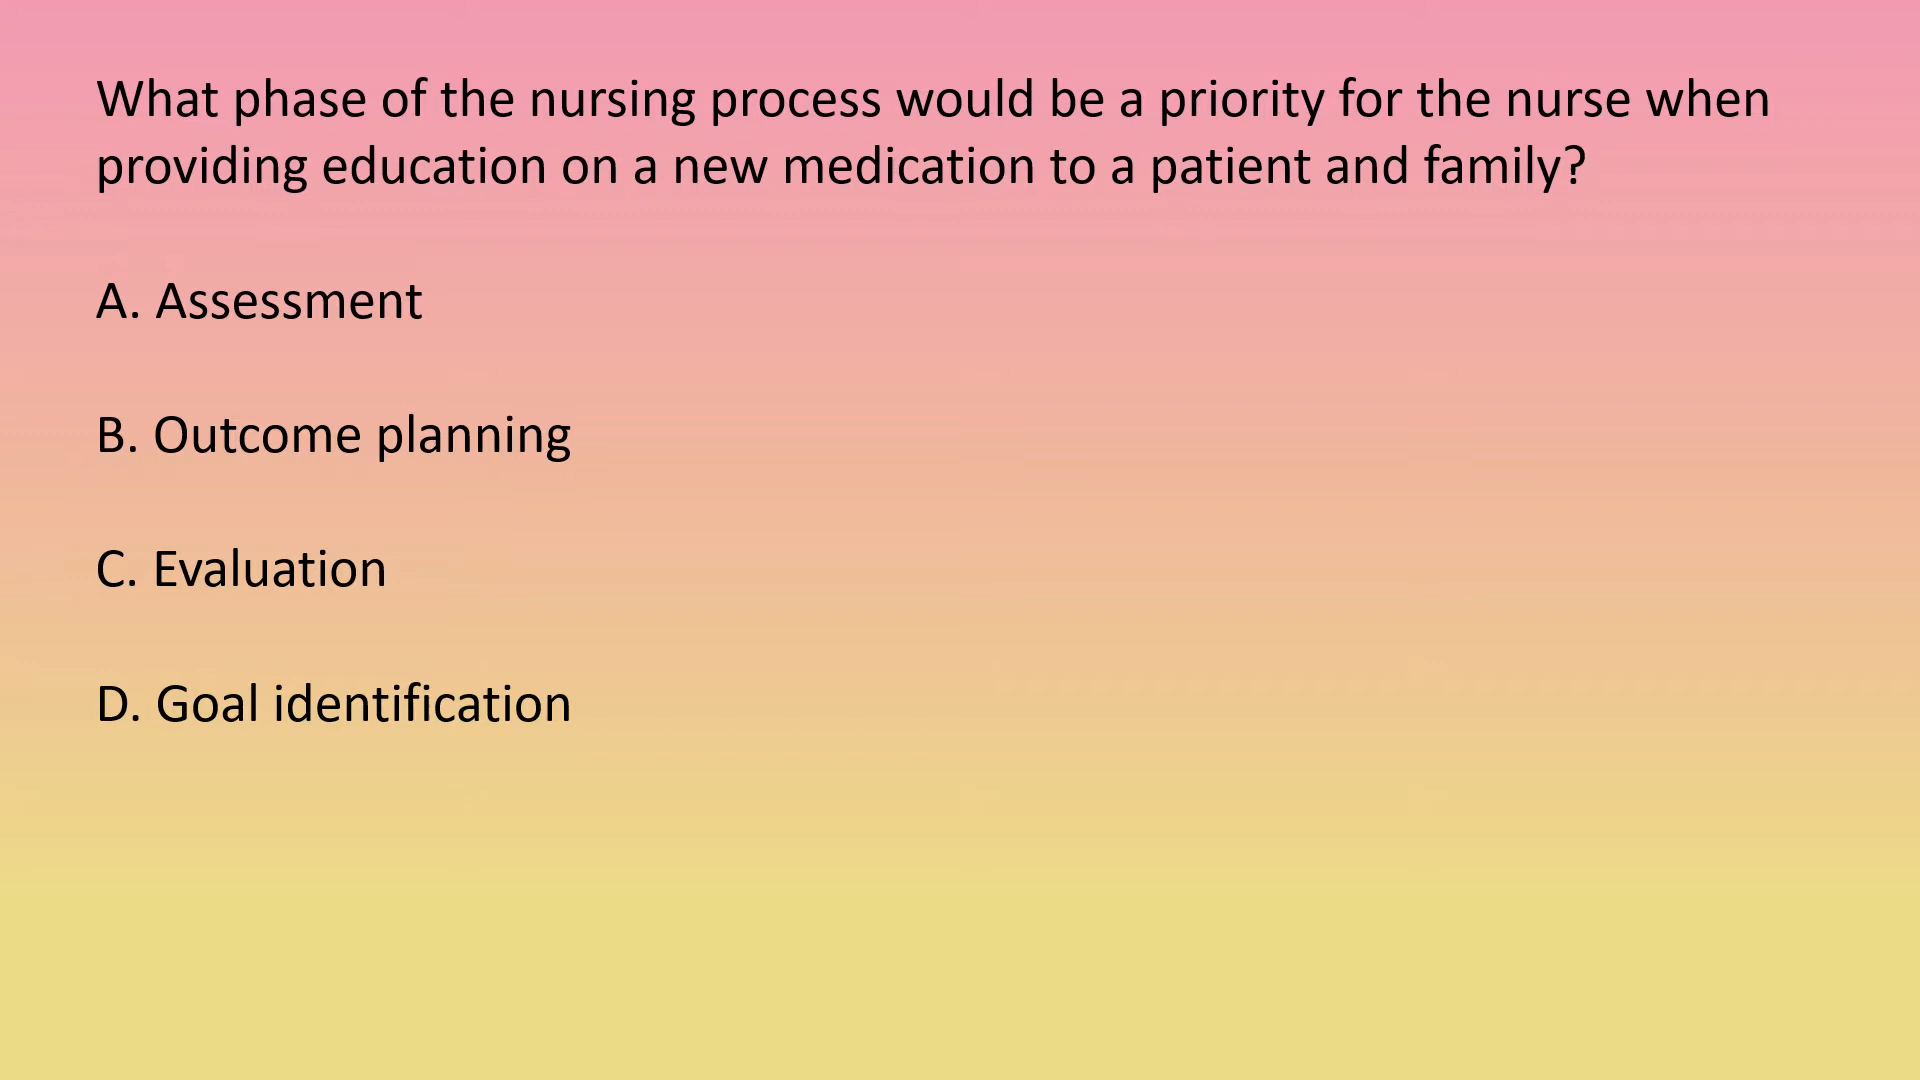 What phase of the nursing process would be a priority for the nurse when
providing education on a new medication to a patient and family?
A. Assessment
B. Outcome planning
C. Evaluation
D. Goal identification